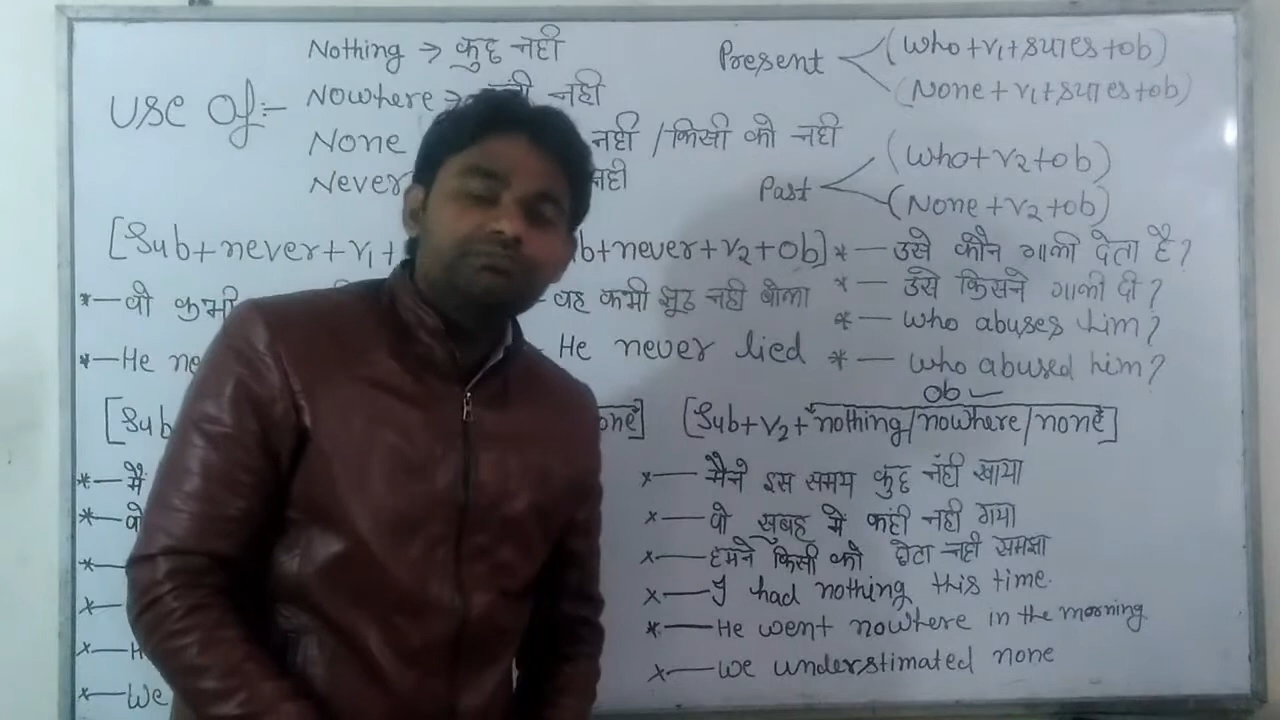 Nothing → कुछ नही
USE Of:- Nowhere → नही
None नही / किसी को नही
Never नही
Present (Who+V1+s या es+ob)
(None+V1+s या es+ob)
Past (Who+V2+ob)
(None+V2+ob)
[Sub+never+V1+
b+never+V2+ob]
*— वो कभी
— वह कभी झूठ नही बोला
*— He ne
— He never lied
*— उसे कौन गाली देता है?
*— उसे किसने गाली दी?
*— Who abuses him?
*— Who abused him?
[Sub
one]
ob
[Sub+V2+"nothing/nowhere/none"]
*— मैं
*— वो
*—
*—
*— H
*— We
×— मैने इस समय कुछ नही खाया
×— वो सुबह में कहीं नही गया
×— हमने किसी को छोटा नही समझा
×— I had nothing this time.
*— He went nowhere in the morning
×— We understimated none